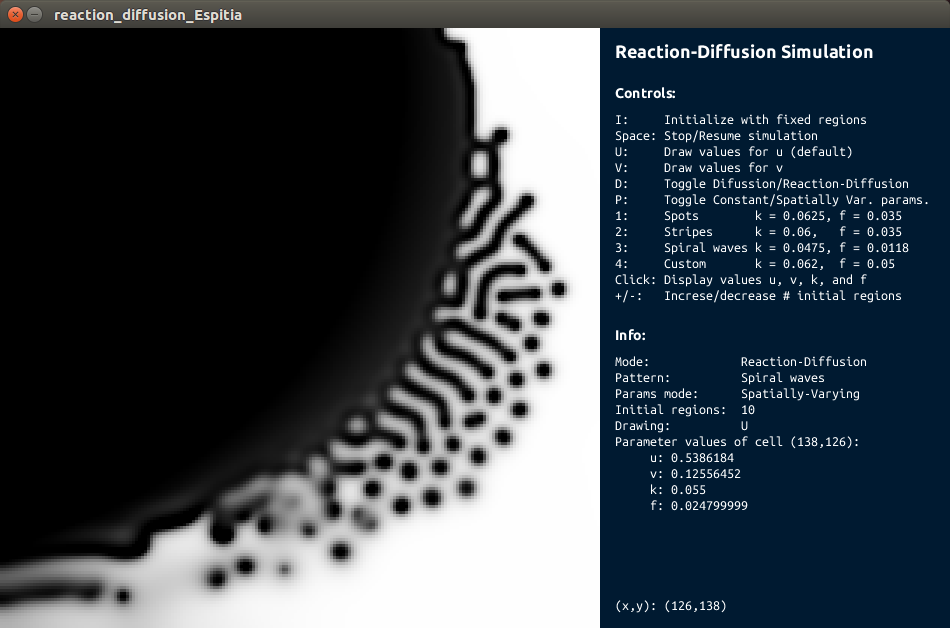 reaction_diffusion_Espitia
Reaction-Diffusion Simulation
Controls:
I: Initialize with fixed regions
Space: Stop/Resume simulation
U: Draw values for u (default)
V: Draw values for v
D: Toggle Difussion/Reaction-Diffusion
P: Toggle Constant/Spatially Var. params.
1: Spots k = 0.0625, f = 0.035
2: Stripes k = 0.06, f = 0.035
3: Spiral waves k = 0.0475, f = 0.0118
4: Custom k = 0.062, f = 0.05
Click: Display values u, v, k, and f
+/-: Increse/decrease # initial regions
Info:
Mode: Reaction-Diffusion
Pattern: Spiral waves
Params mode: Spatially-Varying
Initial regions: 10
Drawing: U
Parameter values of cell (138,126):
u: 0.5386184
v: 0.12556452
k: 0.055
f: 0.024799999
(x,y): (126,138)